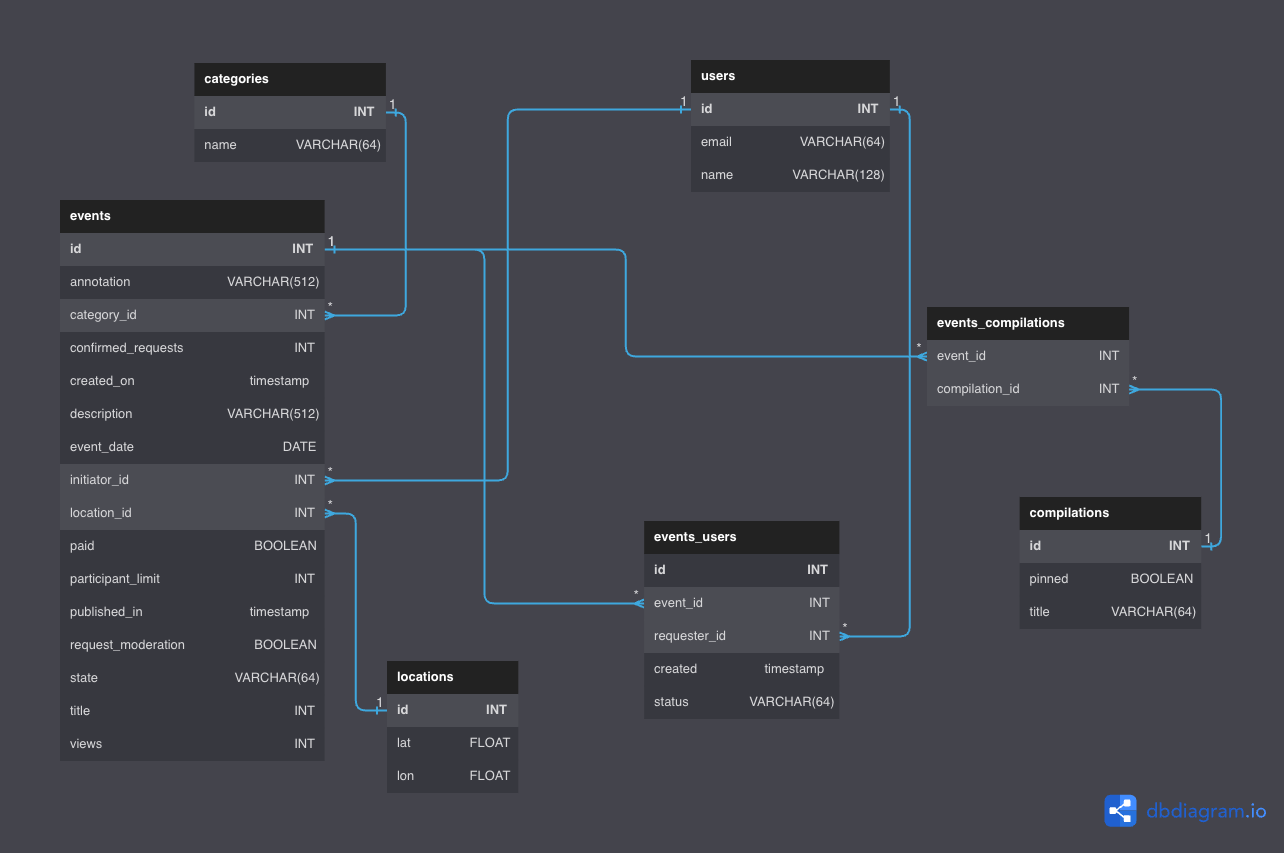 categories
id INT
name VARCHAR(64)
users
id INT
email VARCHAR(64)
name VARCHAR(128)
events
id INT
annotation VARCHAR(512)
category_id INT
confirmed_requests INT
created_on timestamp
description VARCHAR(512)
event_date DATE
initiator_id INT
location_id INT
paid BOOLEAN
participant_limit INT
published_in timestamp
request_moderation BOOLEAN
state VARCHAR(64)
title INT
views INT
events_compilations
event_id INT
compilation_id INT
compilations
id INT
pinned BOOLEAN
title VARCHAR(64)
events_users
id INT
event_id INT
requester_id INT
created timestamp
status VARCHAR(64)
locations
id INT
lat FLOAT
lon FLOAT
1
1
1
1
*
*
*
*
*
*
*
1
1
dbdiagram.io